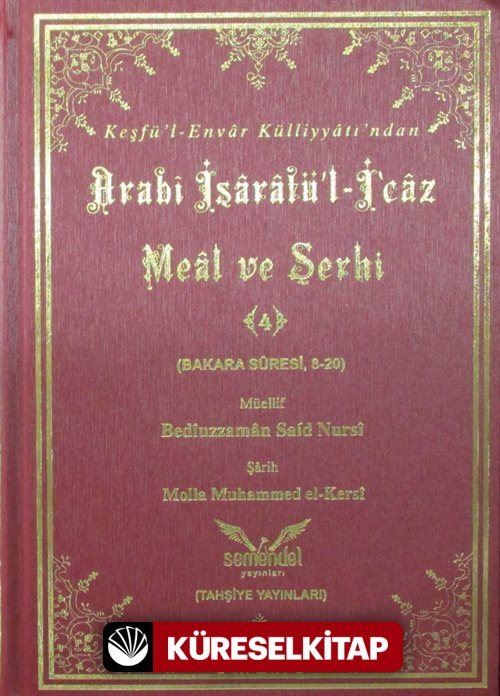 Keşfü'l-Envâr Külliyyâtı'ndan
Arabî İşârâtü'l-İ'câz
Meâl ve Şerhi
4
(BAKARA SÛRESİ, 8-20)
Müellif
Bedîuzzamân Saîd Nursî
Şârih
Molla Muhammed el-Kersî
semendel
yayınları
(TAHŞİYE YAYINLARI)
KÜRESELKİTAP